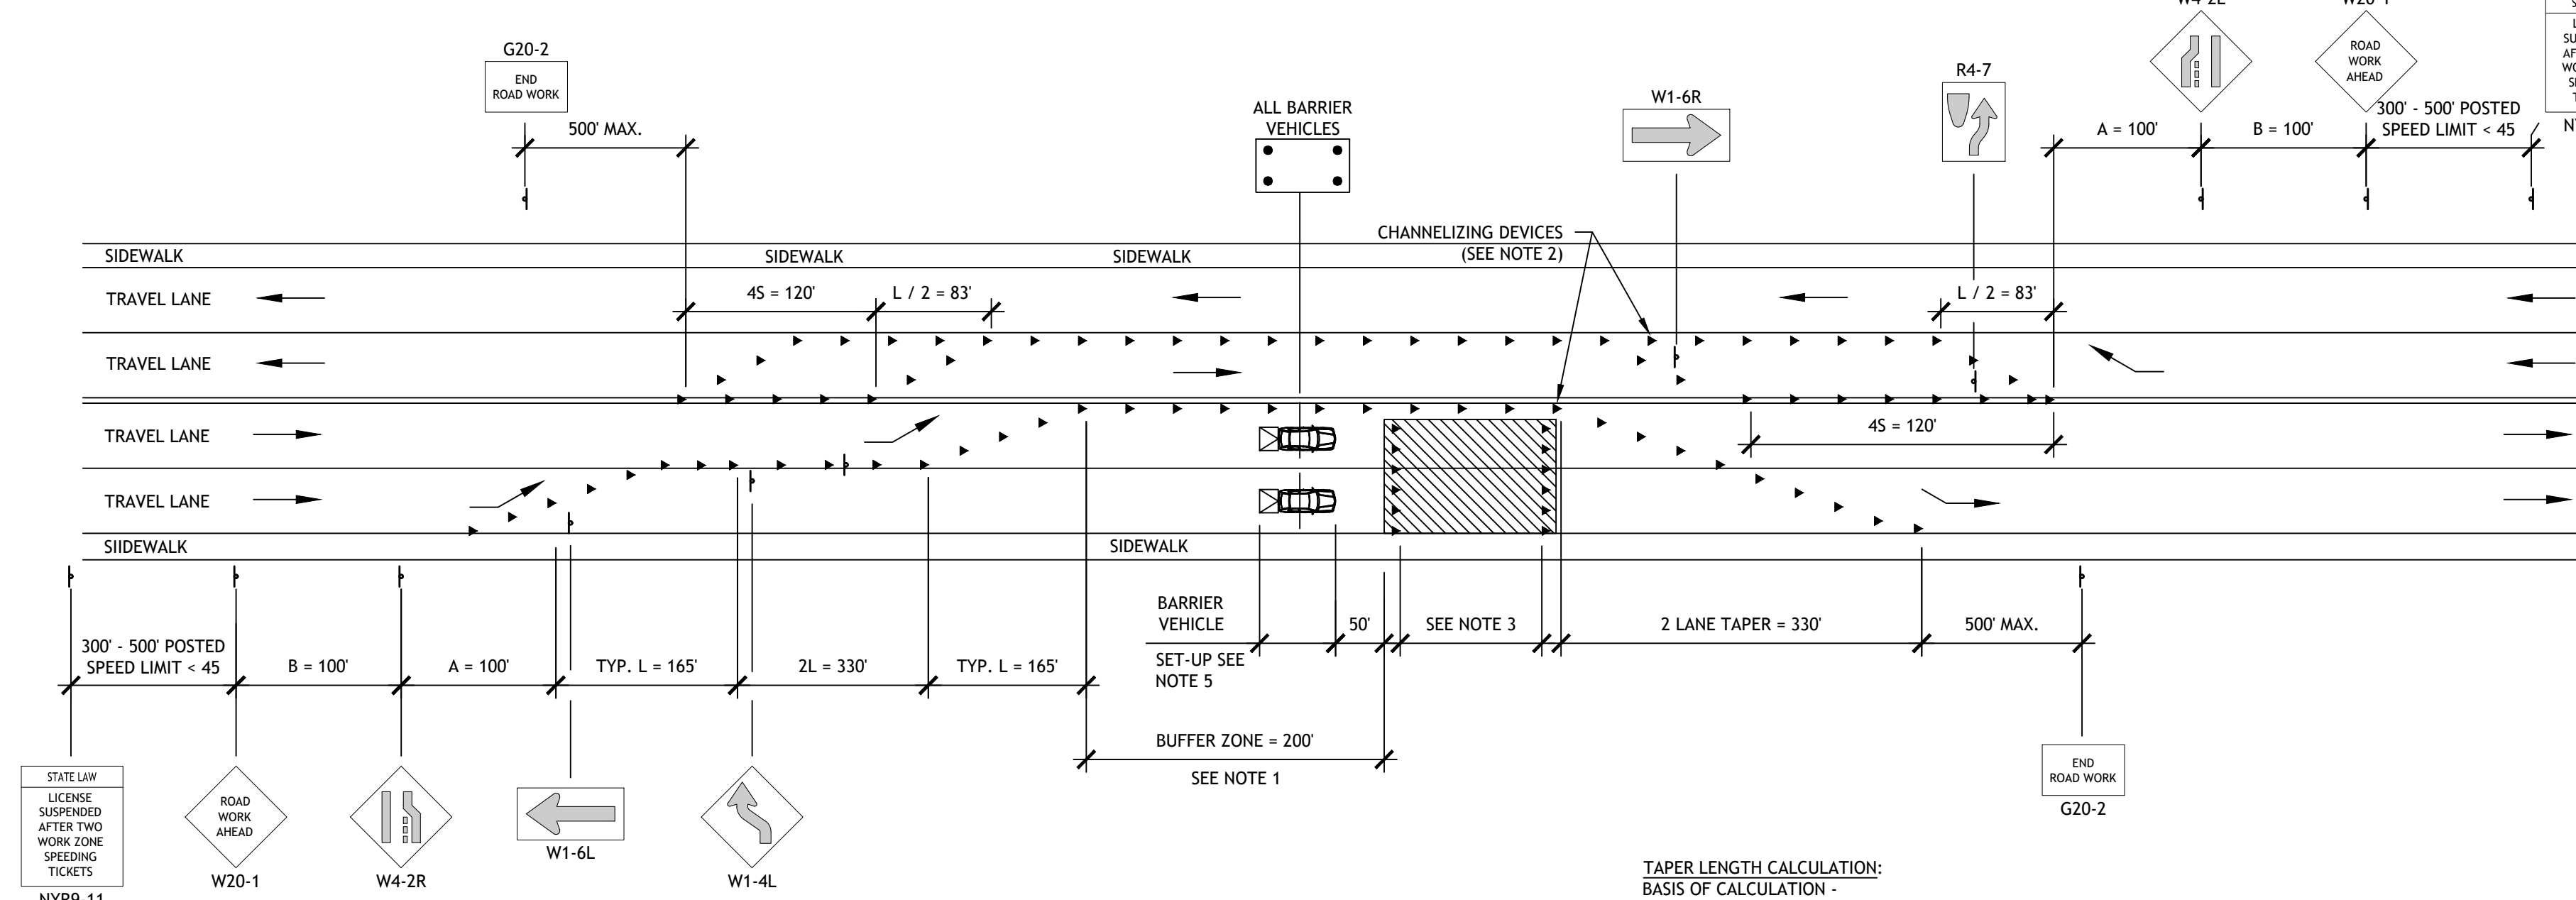 W4-2L
W20-1
G20-2
END
ROAD WORK
500' MAX.
ALL BARRIER
VEHICLES
W1-6R
R4-7
ROAD
WORK
AHEAD
A = 100'
B = 100'
300' - 500' POSTED
SPEED LIMIT < 45
CHANNELIZING DEVICES
(SEE NOTE 2)
SIDEWALK
SIDEWALK
SIDEWALK
TRAVEL LANE
4S = 120'
L / 2 = 83'
L / 2 = 83'
TRAVEL LANE
TRAVEL LANE
4S = 120'
TRAVEL LANE
SIIDEWALK
SIDEWALK
300' - 500' POSTED
SPEED LIMIT < 45
B = 100'
A = 100'
TYP. L = 165'
2L = 330'
TYP. L = 165'
BARRIER
VEHICLE
SET-UP SEE
NOTE 5
50'
SEE NOTE 3
2 LANE TAPER = 330'
500' MAX.
BUFFER ZONE = 200'
SEE NOTE 1
STATE LAW
LICENSE
SUSPENDED
AFTER TWO
WORK ZONE
SPEEDING
TICKETS
NYR9-11
ROAD
WORK
AHEAD
W20-1
W4-2R
W1-6L
W1-4L
END
ROAD WORK
G20-2
TAPER LENGTH CALCULATION:
BASIS OF CALCULATION -